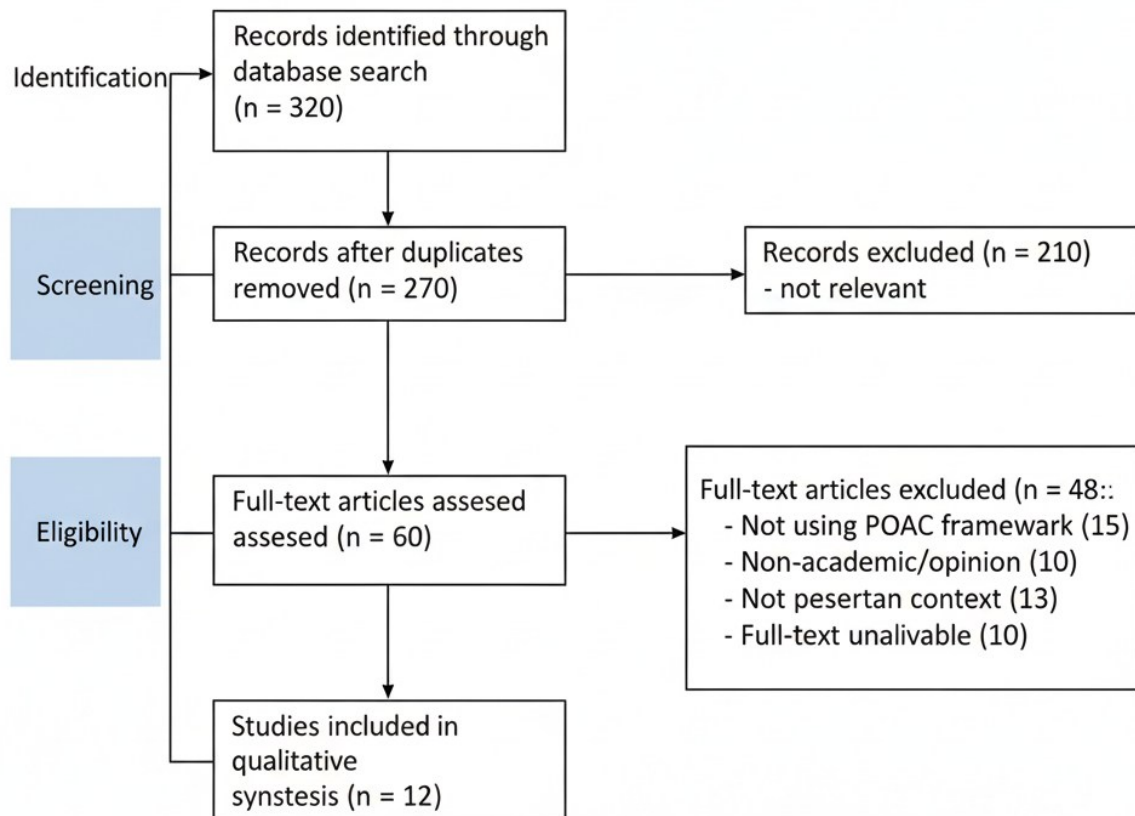 Identification
Records identified through
database search
(n = 320)
Screening
Records after duplicates
removed (n = 270)
Records excluded (n = 210)
- not relevant
Eligibility
Full-text articles assesed
assesed (n = 60)
Full-text articles excluded (n = 48::
- Not using POAC framewark (15)
- Non-academic/opinion (10)
- Not pesertan context (13)
- Full-text unalivable (10)
Studies included in
qualitative
synstesis (n = 12)